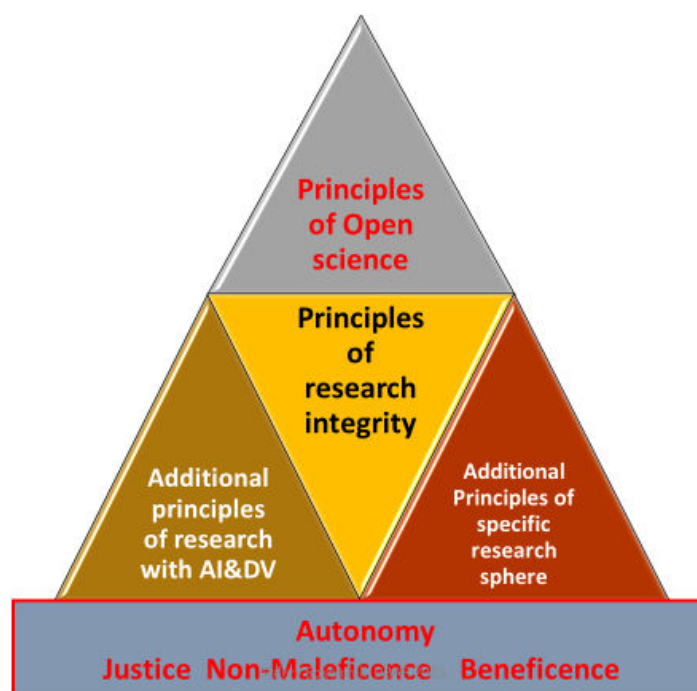 Principles
of Open
science
Principles
of
research
integrity
Additional
principles
of research
with AI&DV
Additional
Principles of
specific
research
sphere
Autonomy
Justice Non-Maleficence Beneficence